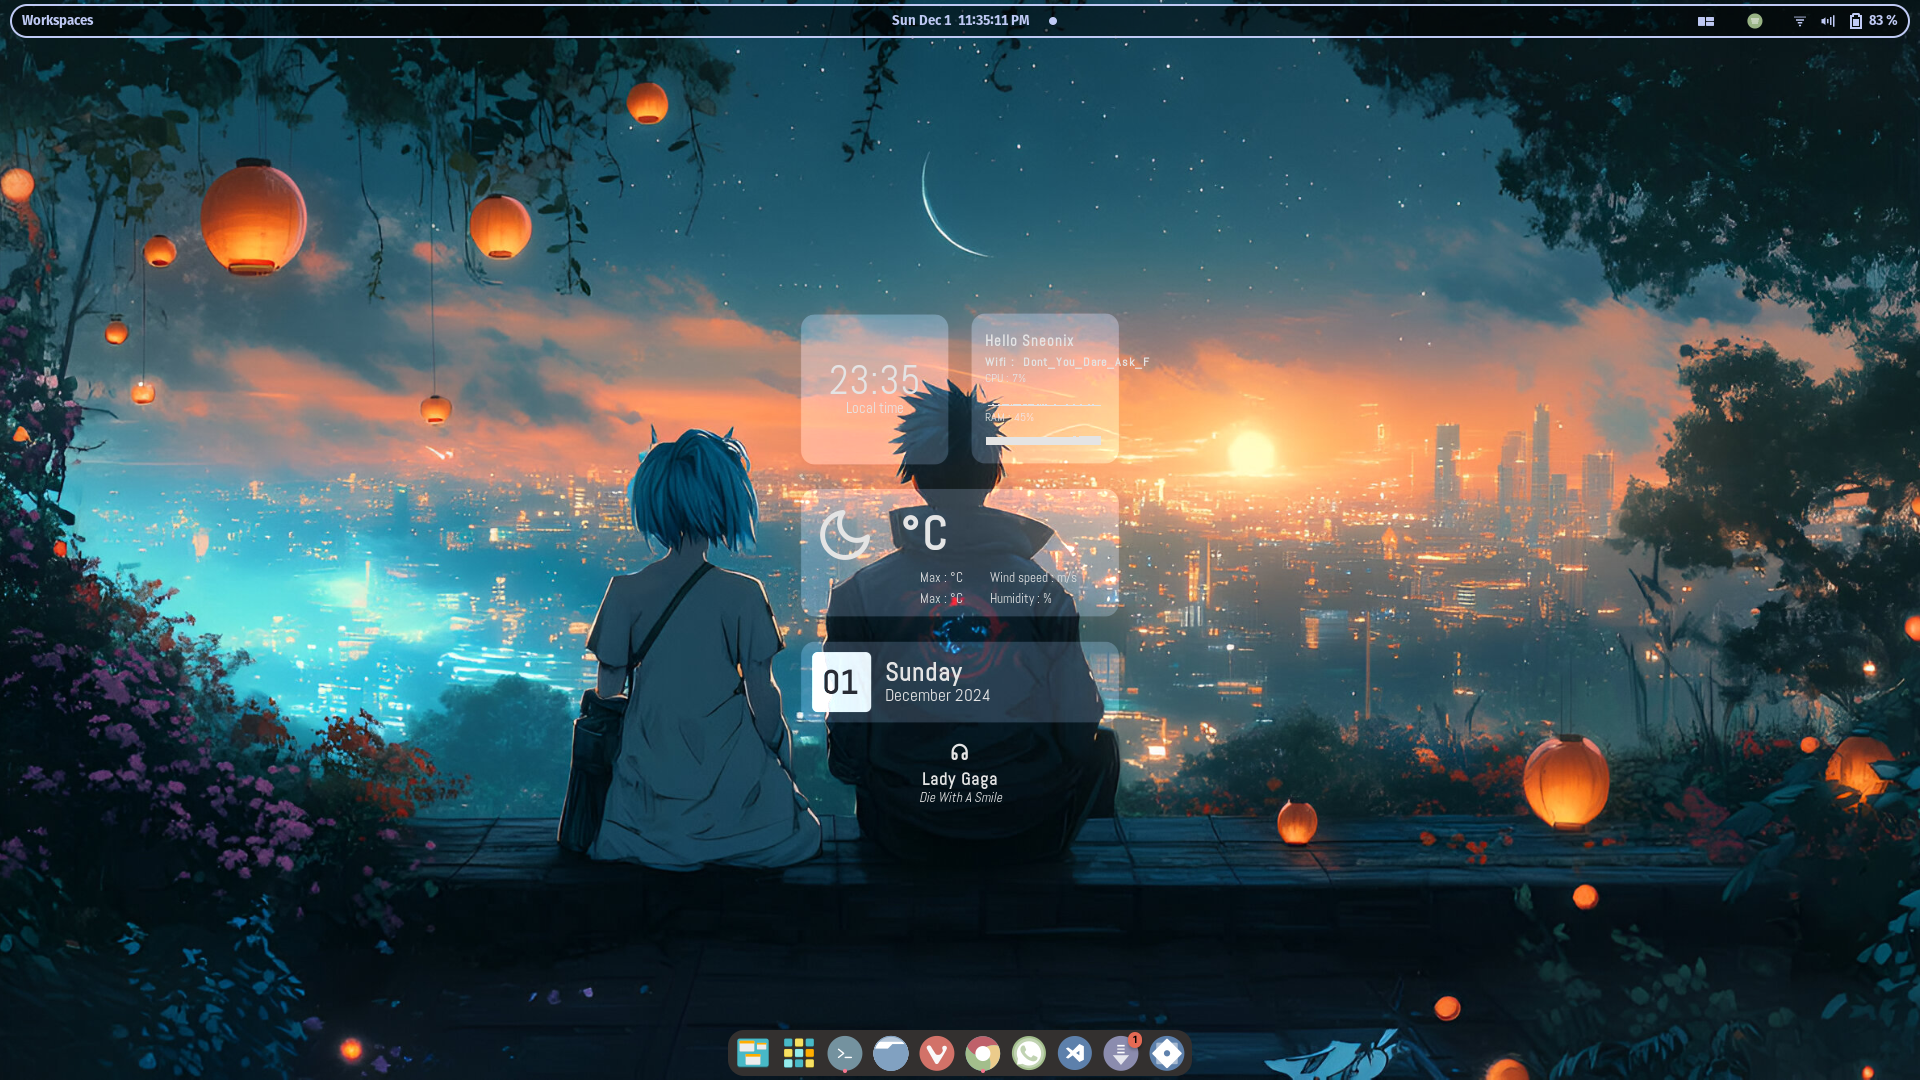 Workspaces
Sun Dec 1 11:35:11 PM
83 %
23:35
Local time
Hello Sneonix
Wifi : Dont_You_Dare_Ask_F
CPU : 7%
RAM : 40%
°C
Max : °C Wind speed : m/s
Max : °C Humidity : %
01
Sunday
December 2024
Lady Gaga
Die With A Smile
1